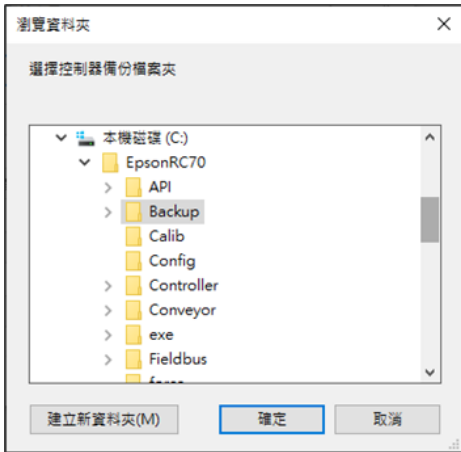 瀏覽資料夾
選擇控制器備份檔案夾
本機磁碟 (C:)
EpsonRC70
API
Backup
Calib
Config
Controller
Conveyor
exe
Fieldbus
建立新資料夾(M)
確定
取消